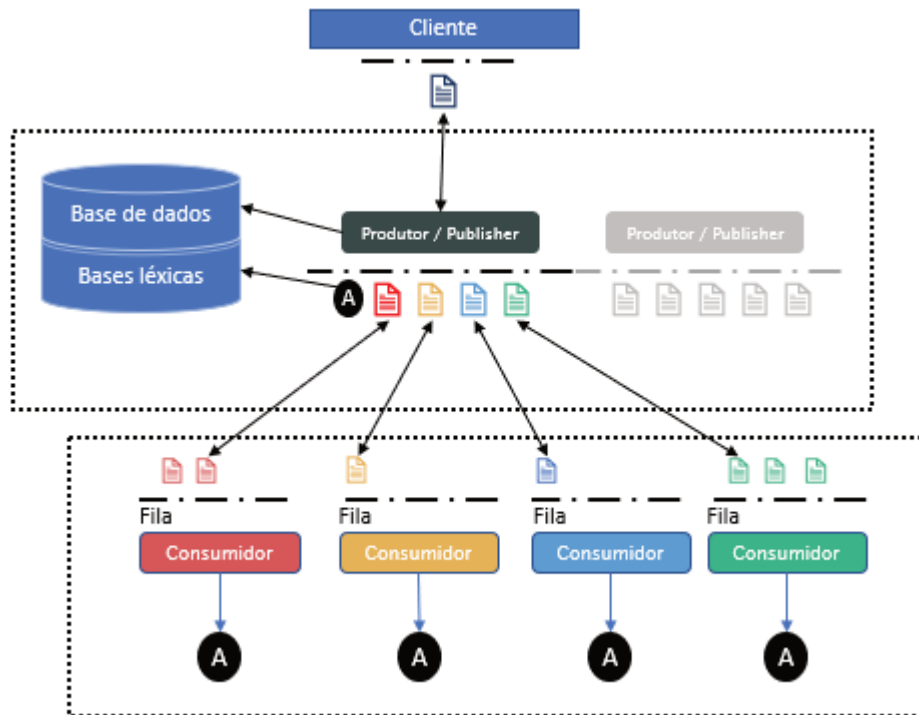 Cliente
Base de dados
Bases léxicas
Produtor / Publisher
Produtor / Publisher
A
Fila
Fila
Fila
Fila
Consumidor
Consumidor
Consumidor
Consumidor
A
A
A
A